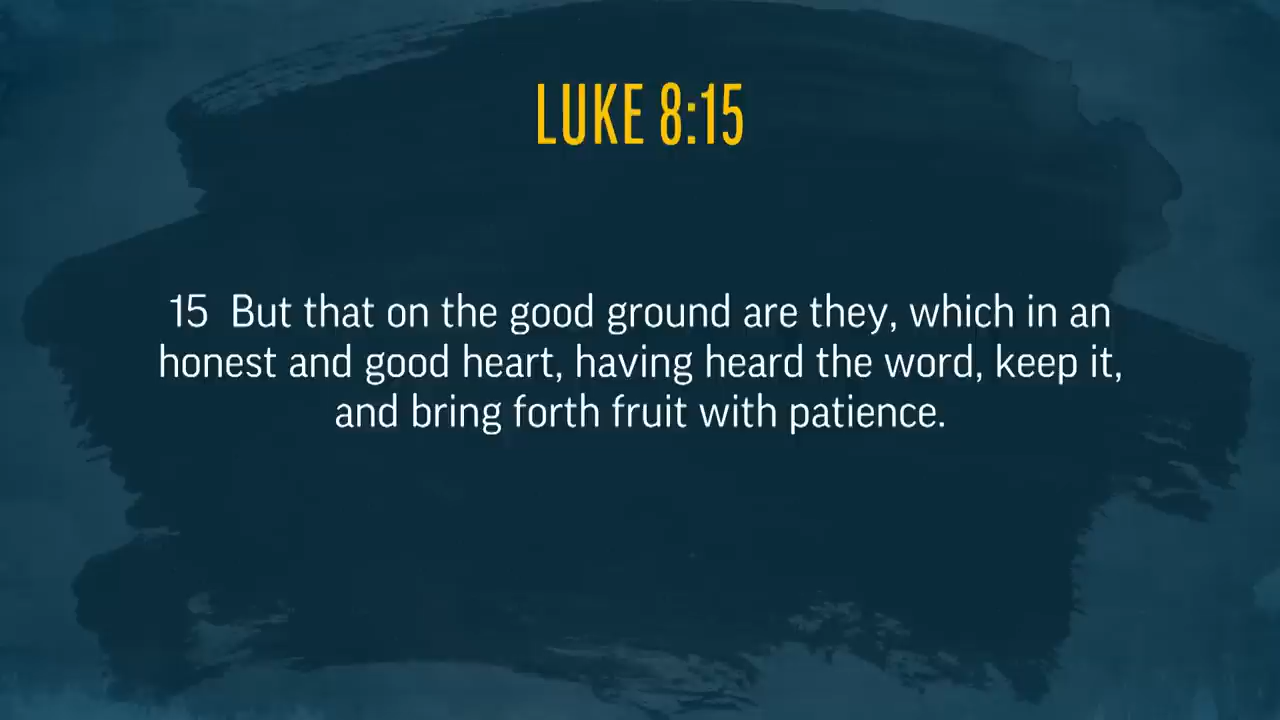 LUKE 8:15
15 But that on the good ground are they, which in an
honest and good heart, having heard the word, keep it,
and bring forth fruit with patience.